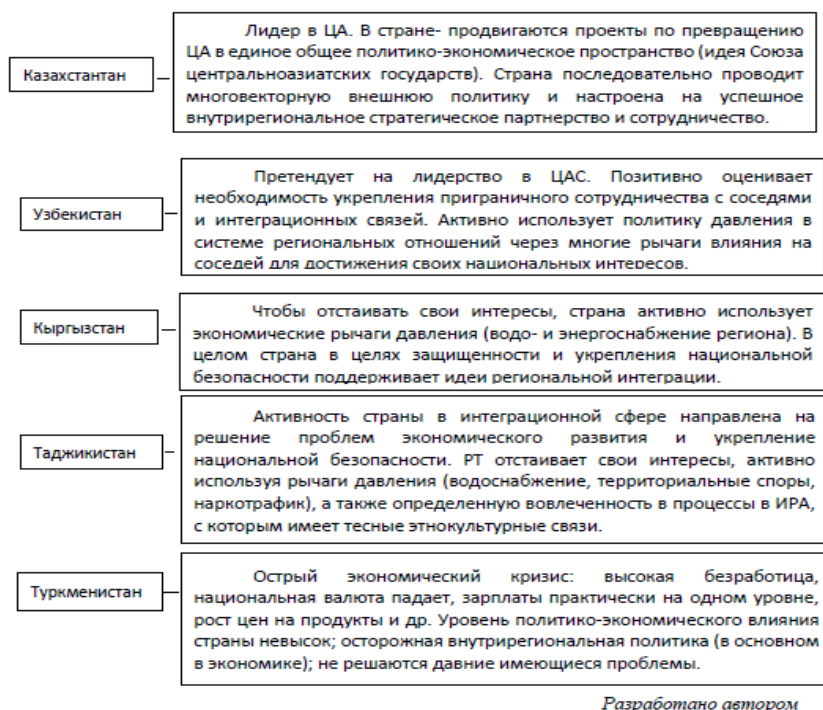 Казахстантан
Лидер в ЦА. В стране- продвигаются проекты по превращению
ЦА в единое общее политико-экономическое пространство (идея Союза
центральноазиатских государств). Страна последовательно проводит
многовекторную внешнюю политику и настроена на успешное
внутрирегиональное стратегическое партнерство и сотрудничество.
Узбекистан
Претендует на лидерство в ЦАС. Позитивно оценивает
необходимость укрепления приграничного сотрудничества с соседями
и интеграционных связей. Активно использует политику давления в
системе региональных отношений через многие рычаги влияния на
соседей для достижения своих национальных интересов.
Кыргызстан
Чтобы отстаивать свои интересы, страна активно использует
экономические рычаги давления (водо- и энергоснабжение региона). В
целом страна в целях защищенности и укрепления национальной
безопасности поддерживает идеи региональной интеграции.
Таджикистан
Активность страны в интеграционной сфере направлена на
решение проблем экономического развития и укрепление
национальной безопасности. РТ отстаивает свои интересы, активно
используя рычаги давления (водоснабжение, территориальные споры,
наркотрафик), а также определенную вовлеченность в процессы в ИРА,
с которым имеет тесные этнокультурные связи.
Туркменистан
Острый экономический кризис: высокая безработица,
национальная валюта падает, зарплаты практически на одном уровне,
рост цен на продукты и др. Уровень политико-экономического влияния
страны невысок; осторожная внутрирегиональная политика (в основном
в экономике); не решаются давние имеющиеся проблемы.
Разработано автором